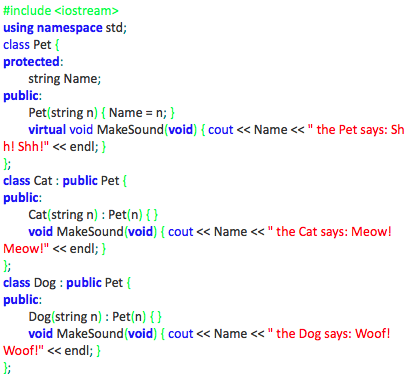 #include <iostream>
using namespace std;
class Pet {
protected:
string Name;
public:
Pet(string n) { Name = n; }
virtual void MakeSound(void) { cout << Name << " the Pet says: Sh
h! Shh!" << endl; }
};
class Cat : public Pet {
public:
Cat(string n) : Pet(n) { }
void MakeSound(void) { cout << Name << " the Cat says: Meow!
Meow!" << endl; }
};
class Dog : public Pet {
public:
Dog(string n) : Pet(n) { }
void MakeSound(void) { cout << Name << " the Dog says: Woof!
Woof!" << endl; }
};